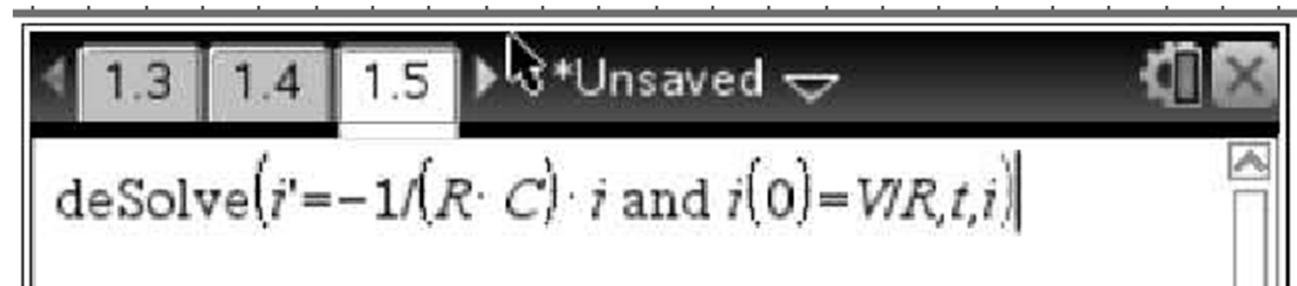 1.3 1.4 1.5 *Unsaved
deSolve(i'=−1/(R· C)· i and i(0)=V/R,t,i)